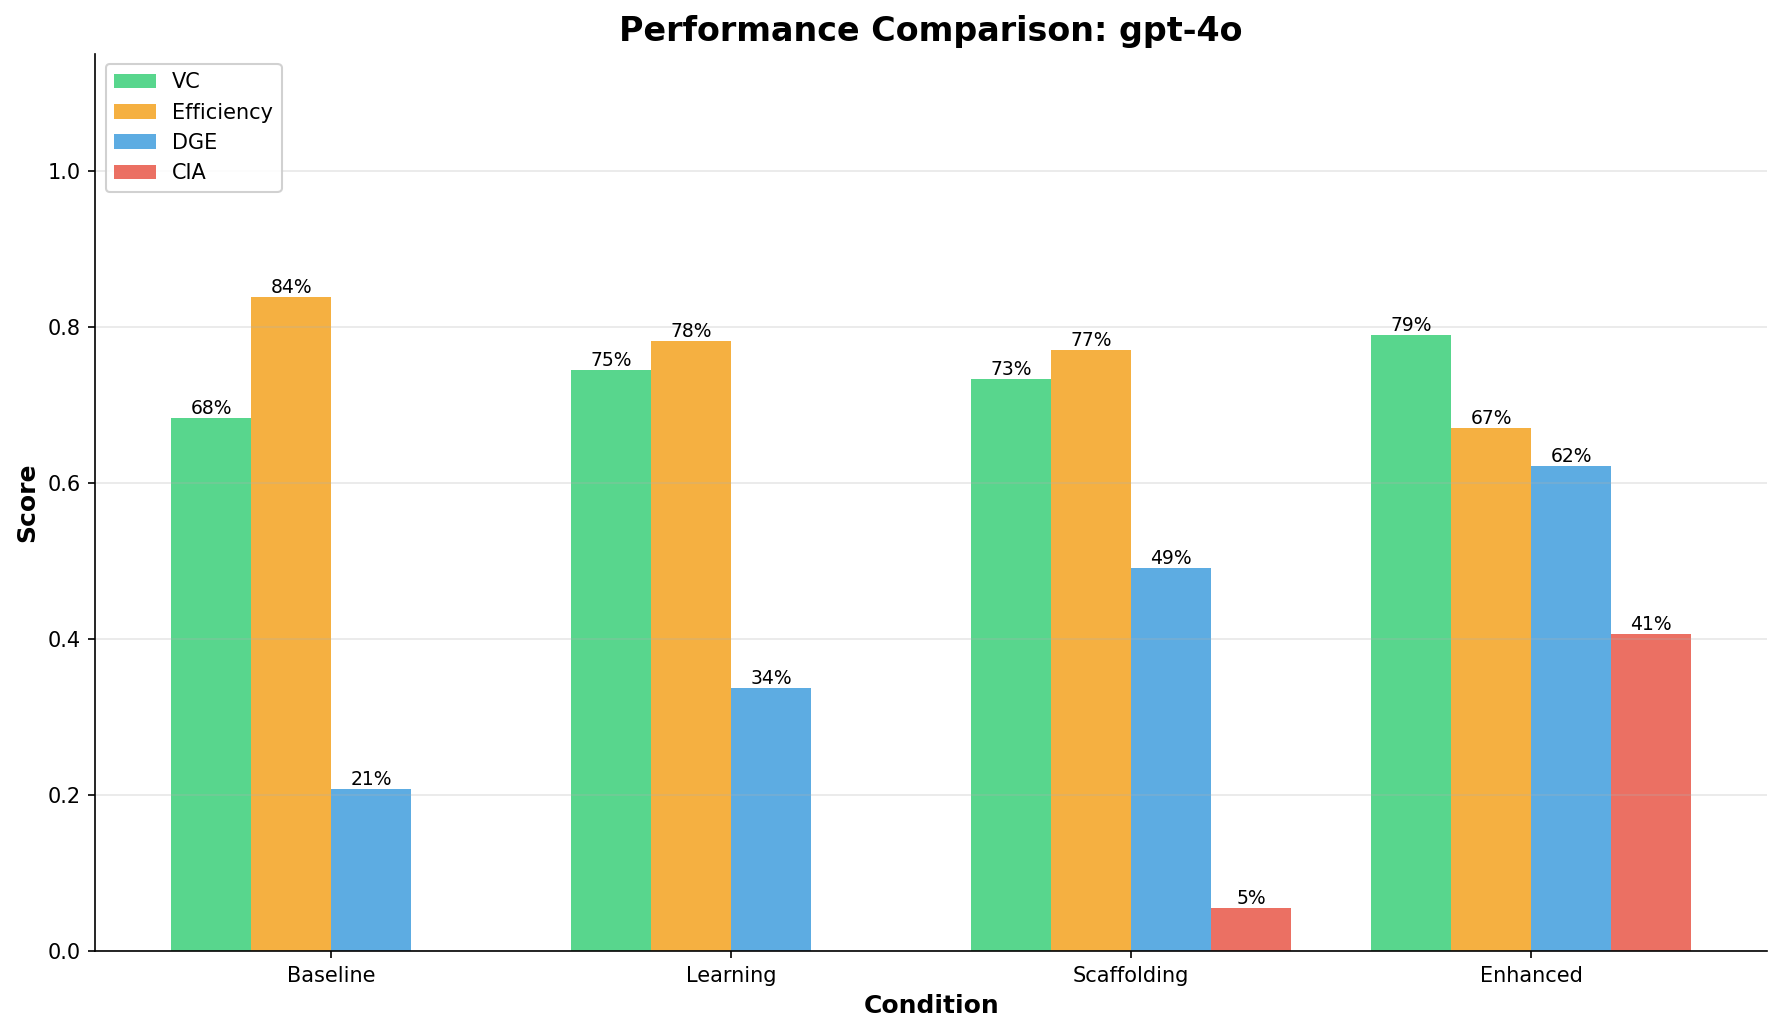 Performance Comparison: gpt-4o
VC
Efficiency
DGE
CIA
Score
1.0
0.8
0.6
0.4
0.2
0.0
68%
84%
21%
75%
78%
34%
73%
77%
49%
5%
79%
67%
62%
41%
Baseline
Learning
Scaffolding
Enhanced
Condition